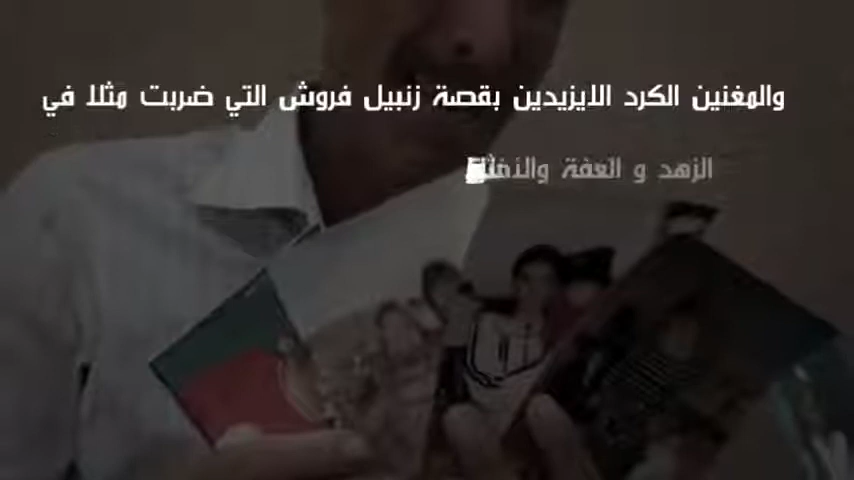 والمغنين الكرد الايزيدين بقصة زنبيل فروش التي ضربت مثلا في
الزهد و العفة